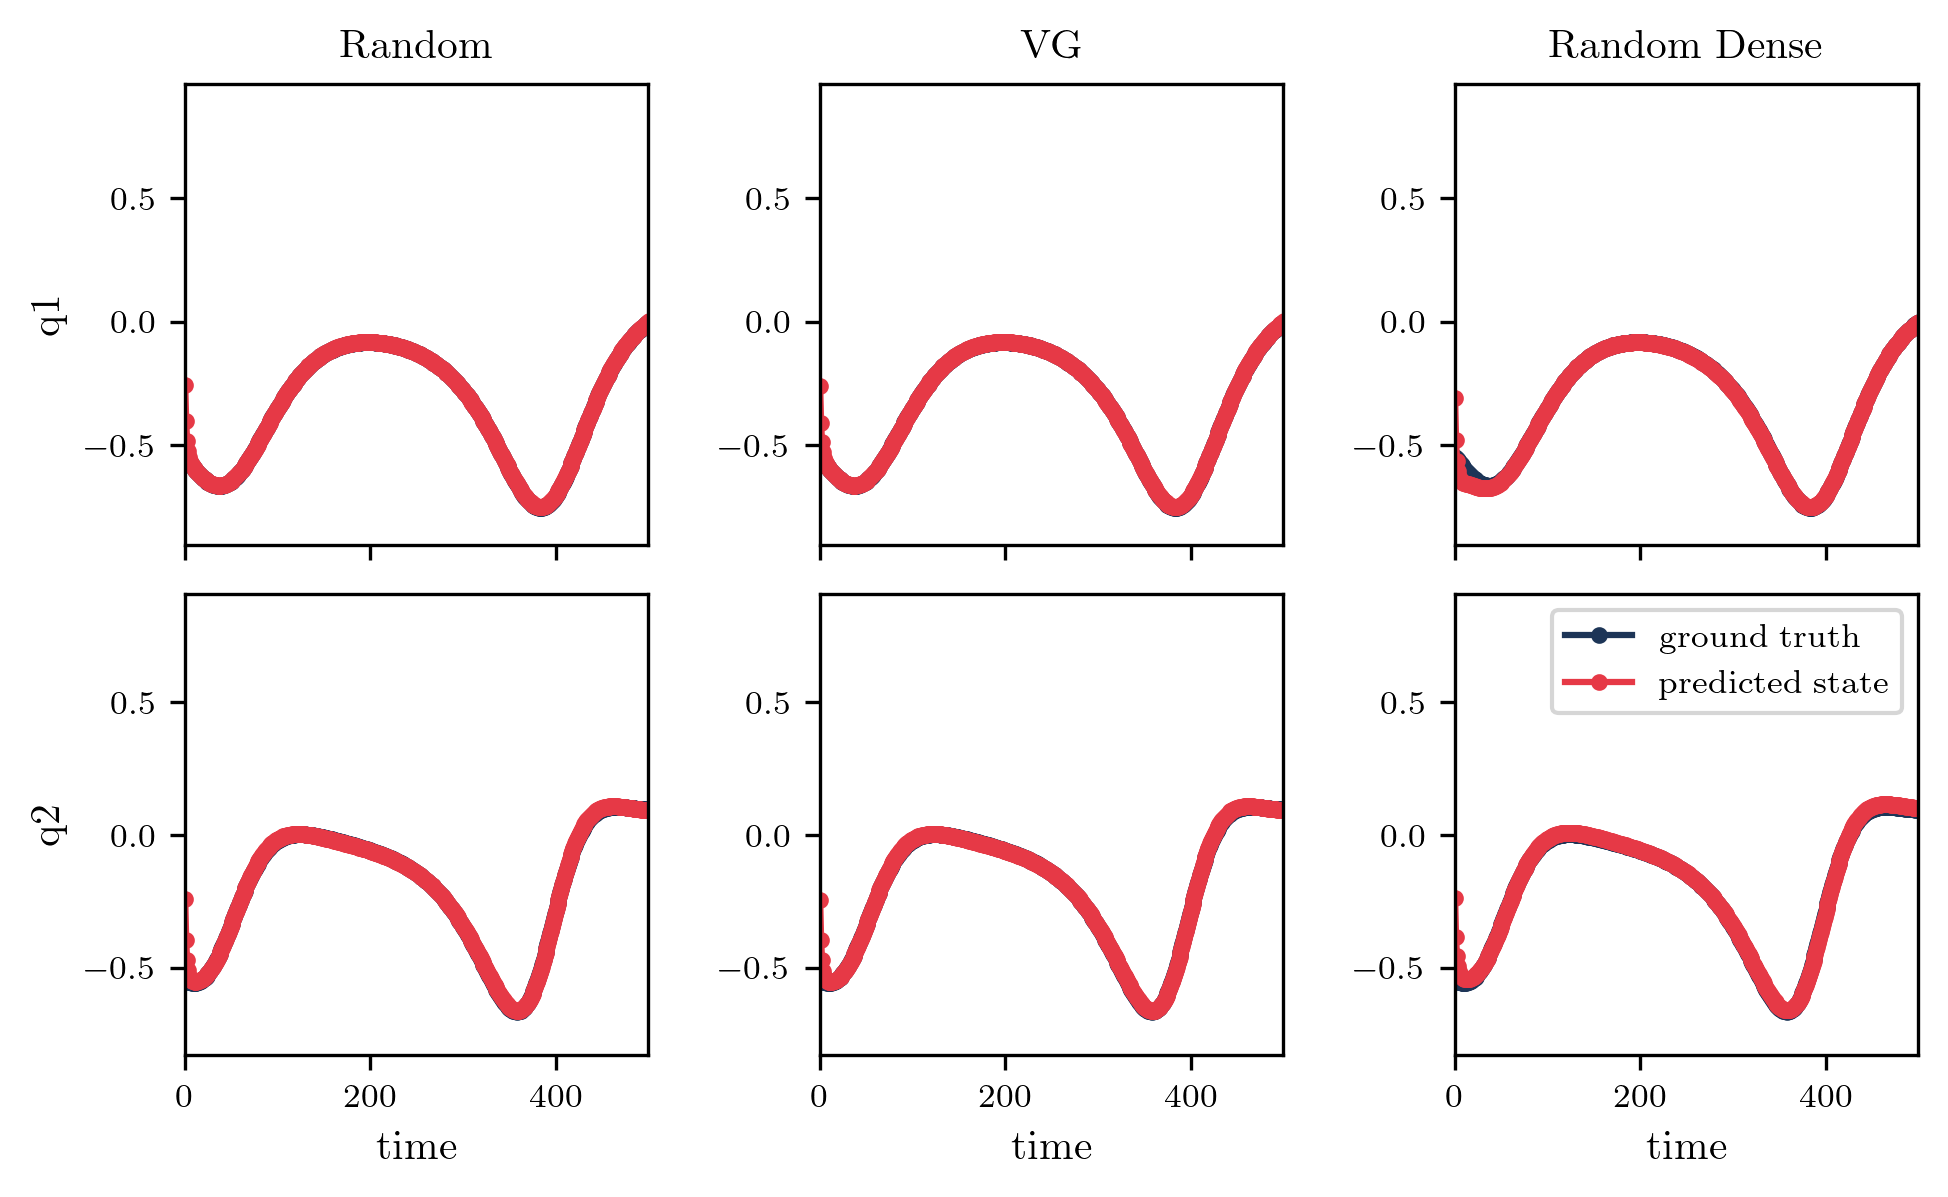 Random VG Random Dense
0.5 0.5 0.5
q1 0.0 0.0 0.0
−0.5 −0.5 −0.5
ground truth
predicted state
0.5 0.5 0.5
q2 0.0 0.0 0.0
−0.5 −0.5 −0.5
0 200 400 0 200 400 0 200 400
time time time